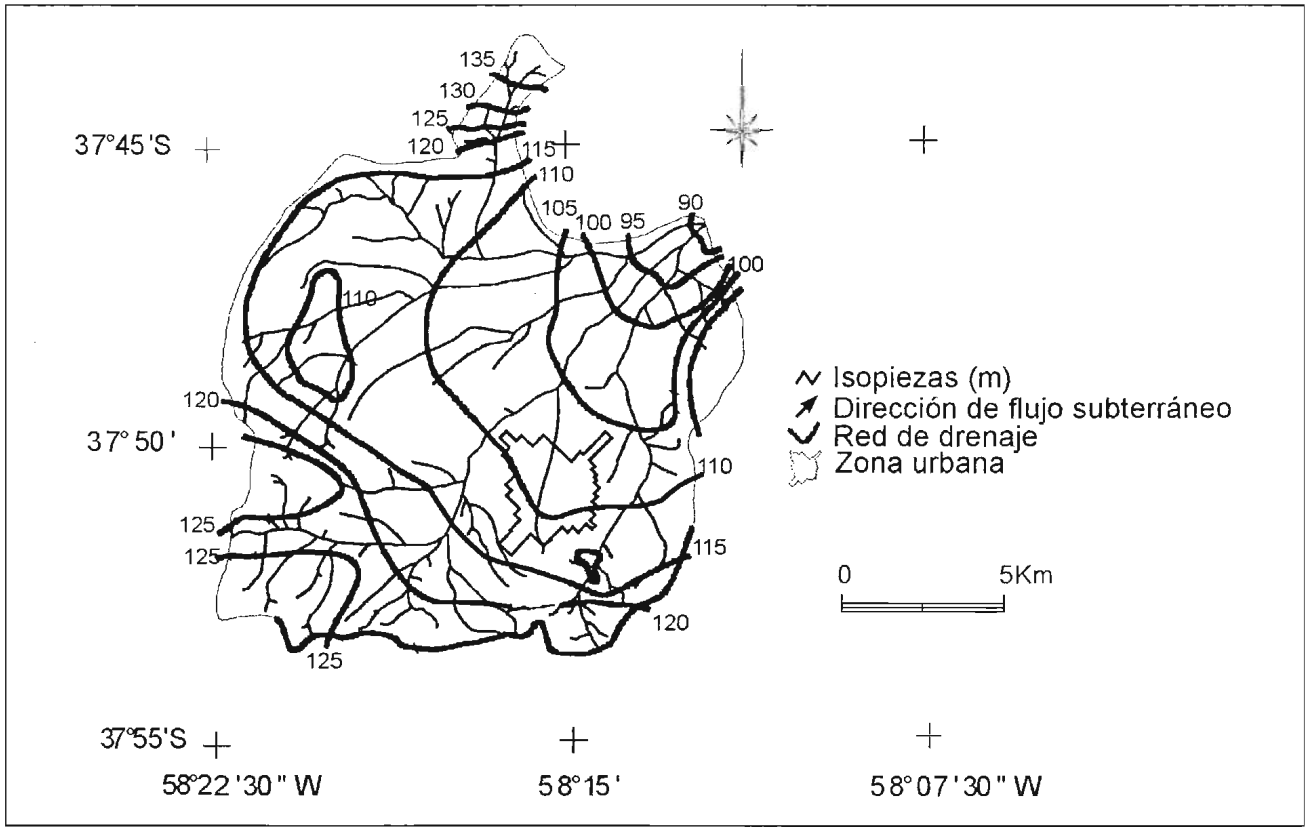 135
130
125
120
115
110
37°45'S
105
100
95
90
100
110
120
37°50'
125
125
125
110
115
120
Isopiezas (m)
Dirección de flujo subterráneo
Red de drenaje
Zona urbana
0 5Km
37°55'S
58°22'30" W
58°15'
58°07'30" W